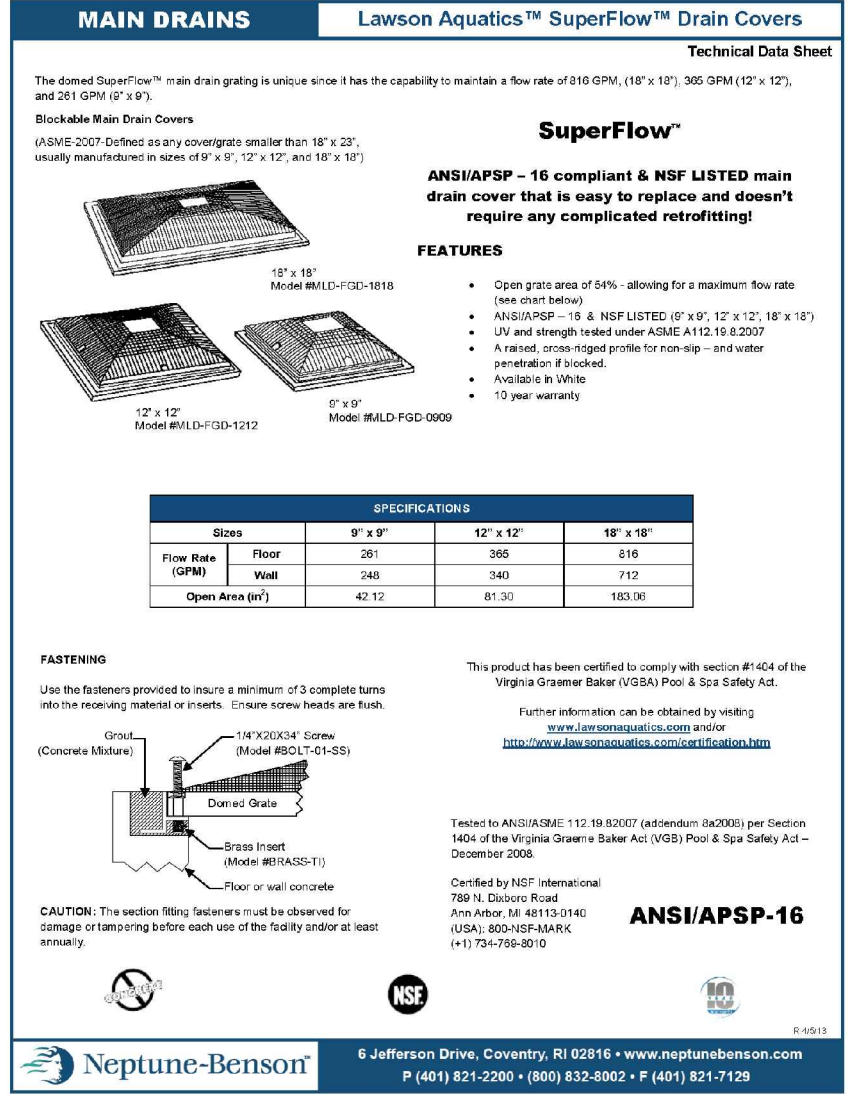 MAIN DRAINS
Lawson Aquatics™ SuperFlow™ Drain Covers
Technical Data Sheet
The domed SuperFlow™ main drain grating is unique since it has the capability to maintain a flow rate of 816 GPM, (18" x 18"), 365 GPM (12" x 12"),
and 261 GPM (9" x 9").
Blockable Main Drain Covers
(ASME-2007-Defined as any cover/grate smaller than 18" x 23",
usually manufactured in sizes of 9" x 9", 12" x 12", and 18" x 18")
18" x 18"
Model #MLD-FGD-1818
12" x 12"
Model #MLD-FGD-1212
9" x 9"
Model #MLD-FGD-0909
SuperFlow™
ANSI/APSP – 16 compliant & NSF LISTED main
drain cover that is easy to replace and doesn't
require any complicated retrofitting!
FEATURES
• Open grate area of 54% - allowing for a maximum flow rate
(see chart below)
• ANSI/APSP – 16 & NSF LISTED (9" x 9", 12" x 12", 18" x 18")
• UV and strength tested under ASME A112.19.8.2007
• A raised, cross-ridged profile for non-slip – and water
penetration if blocked.
• Available in White
• 10 year warranty
SPECIFICATIONS
Sizes 9" x 9" 12" x 12" 18" x 18"
Flow Rate (GPM) Floor 261 365 816
Wall 248 340 712
Open Area (in²) 42.12 81.30 183.06
FASTENING
Use the fasteners provided to insure a minimum of 3 complete turns
into the receiving material or inserts. Ensure screw heads are flush.
Grout
(Concrete Mixture)
1/4"X20X34" Screw
(Model #BOLT-01-SS)
Domed Grate
Brass Insert
(Model #BRASS-TI)
Floor or wall concrete
CAUTION: The section fitting fasteners must be observed for
damage or tampering before each use of the facility and/or at least
annually.
This product has been certified to comply with section #1404 of the
Virginia Graemer Baker (VGBA) Pool & Spa Safety Act.
Further information can be obtained by visiting
www.lawsonaquatics.com and/or
http://www.lawsonaquatics.com/certification.htm
Tested to ANSI/ASME 112.19.82007 (addendum 8a2008) per Section
1404 of the Virginia Graeme Baker Act (VGB) Pool & Spa Safety Act –
December 2008.
Certified by NSF International
789 N. Dixboro Road
Ann Arbor, MI 48113-0140
(USA): 800-NSF-MARK
(+1) 734-769-8010
ANSI/APSP-16
CONCRETE
NSF
10
YEAR
R 4/5/13
Neptune-Benson™
6 Jefferson Drive, Coventry, RI 02816 • www.neptunebenson.com
P (401) 821-2200 • (800) 832-8002 • F (401) 821-7129